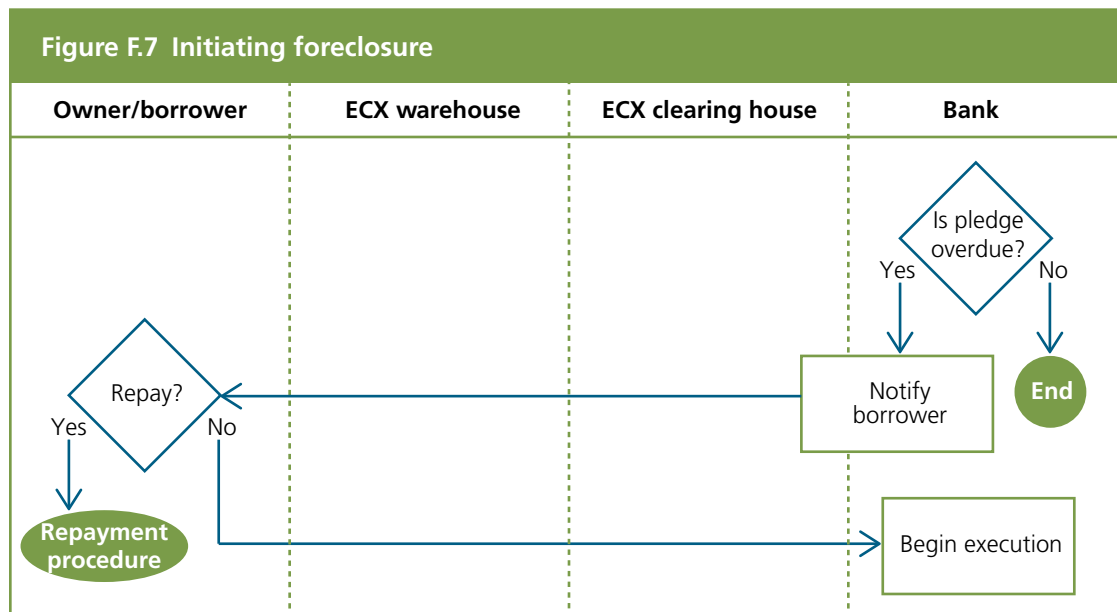 Figure F.7 Initiating foreclosure
Owner/borrower
ECX warehouse
ECX clearing house
Bank
Is pledge
overdue?
Yes
No
Notify
borrower
End
Repay?
Yes
No
Repayment
procedure
Begin execution